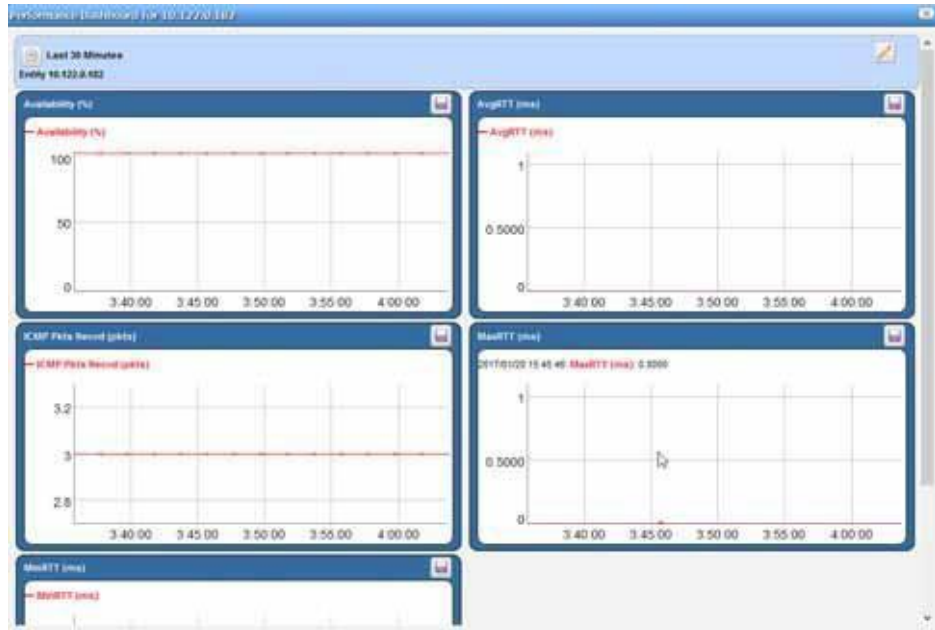 Performance Dashboard for 10.122.0.182
Last 30 Minutes
Entity 10.122.0.182
Availability (%)
Availability (%)
100
50
0
3:40:00 3:45:00 3:50:00 3:55:00 4:00:00
AvgRTT (ms)
AvgRTT (ms)
1
0.5000
0
3:40:00 3:45:00 3:50:00 3:55:00 4:00:00
ICMP Pkts Recvd (pkts)
ICMP Pkts Recvd (pkts)
3.2
3
2.8
3:40:00 3:45:00 3:50:00 3:55:00 4:00:00
MaxRTT (ms)
2017/01/20 15:45:46 MaxRTT (ms): 0.0000
1
0.5000
0
3:40:00 3:45:00 3:50:00 3:55:00 4:00:00
MinRTT (ms)
MinRTT (ms)